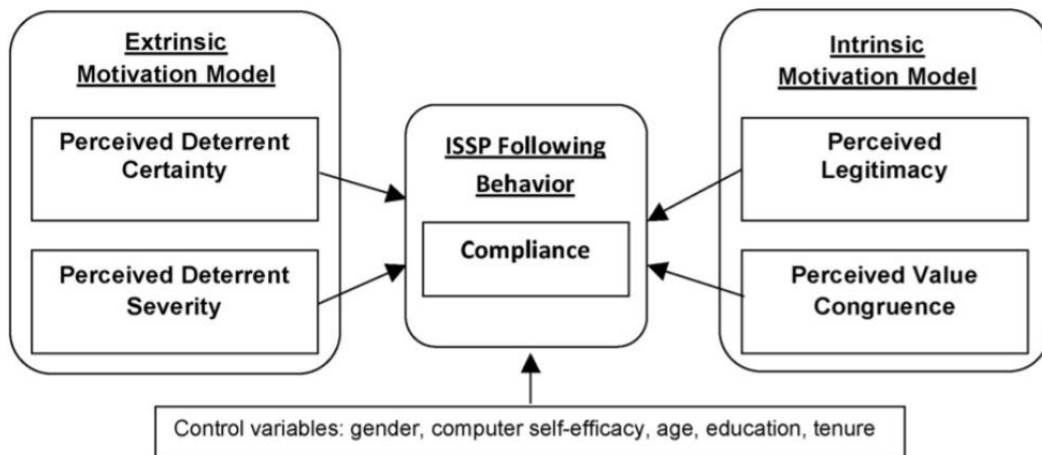 Extrinsic
Motivation Model
Perceived Deterrent
Certainty
Perceived Deterrent
Severity
ISSP Following
Behavior
Compliance
Intrinsic
Motivation Model
Perceived
Legitimacy
Perceived Value
Congruence
Control variables: gender, computer self-efficacy, age, education, tenure